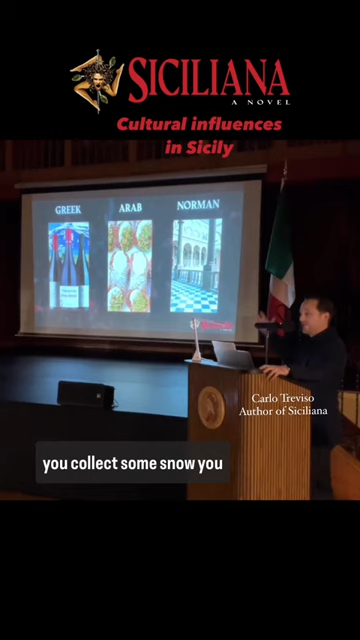 SICILIANA
A NOVEL
Cultural influences
in Sicily
GREEK
ARAB
NORMAN
Carlo Treviso
Author of Siciliana
you collect some snow you